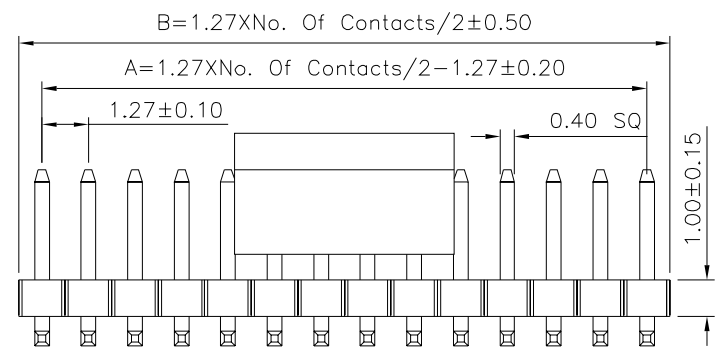 B=1.27XNo. Of Contacts/2±0.50
A=1.27XNo. Of Contacts/2-1.27±0.20
1.27±0.10
0.40 SQ
1.00±0.15